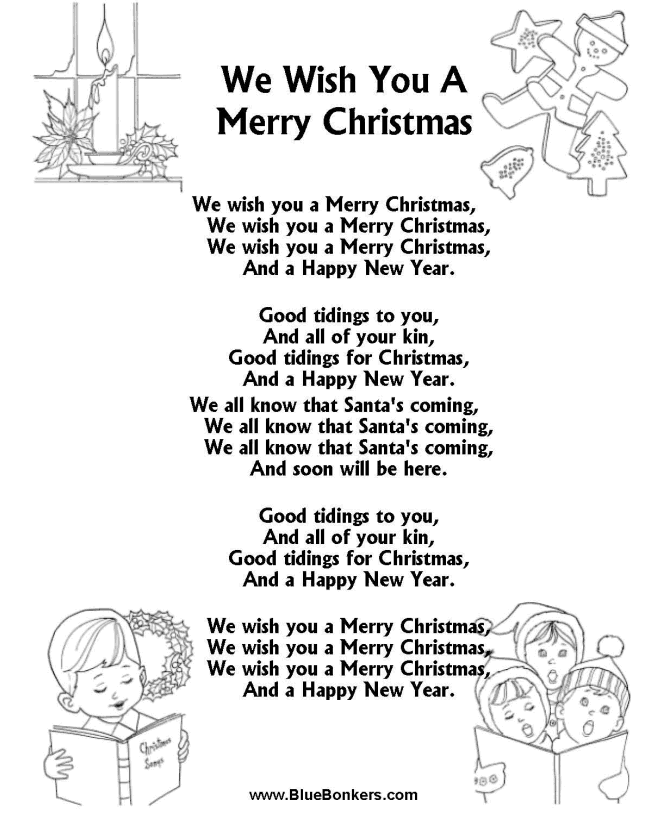 We Wish You A
Merry Christmas
We wish you a Merry Christmas,
We wish you a Merry Christmas,
We wish you a Merry Christmas,
And a Happy New Year.
Good tidings to you,
And all of your kin,
Good tidings for Christmas,
And a Happy New Year.
We all know that Santa's coming,
We all know that Santa's coming,
We all know that Santa's coming,
And soon will be here.
Good tidings to you,
And all of your kin,
Good tidings for Christmas,
And a Happy New Year.
We wish you a Merry Christmas,
We wish you a Merry Christmas,
We wish you a Merry Christmas,
And a Happy New Year.
Christmas
Songs
www.BlueBonkers.com